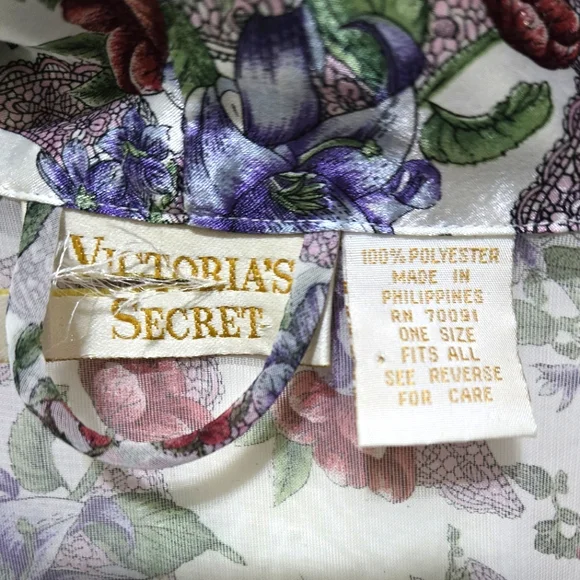 VICTORIA'S
SECRET
100% POLYESTER
MADE IN
PHILIPPINES
RN 70091
ONE SIZE
FITS ALL
SEE REVERSE
FOR CARE